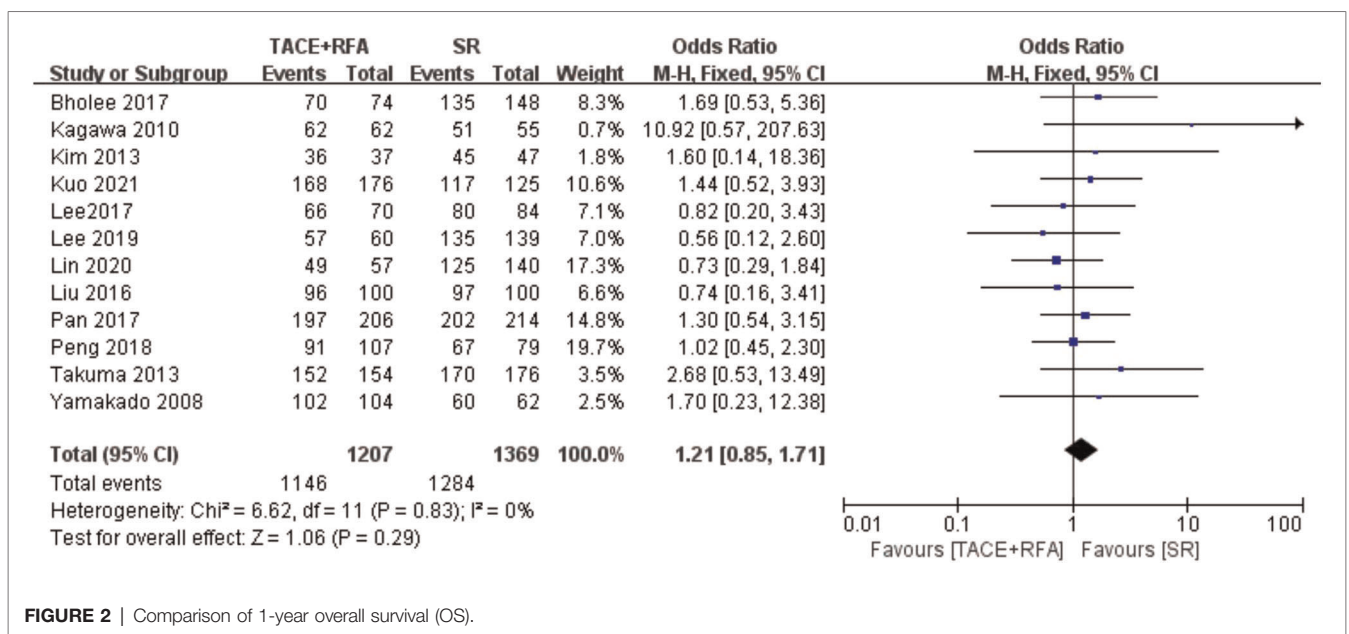 TACE+RFA SR Odds Ratio Odds Ratio
Study or Subgroup Events Total Events Total Weight M-H, Fixed, 95% CI M-H, Fixed, 95% CI
Bholee 2017 70 74 135 148 8.3% 1.69 [0.53, 5.36]
Kagawa 2010 62 62 51 55 0.7% 10.92 [0.57, 207.63]
Kim 2013 36 37 45 47 1.8% 1.60 [0.14, 18.36]
Kuo 2021 168 176 117 125 10.6% 1.44 [0.52, 3.93]
Lee2017 66 70 80 84 7.1% 0.82 [0.20, 3.43]
Lee 2019 57 60 135 139 7.0% 0.56 [0.12, 2.60]
Lin 2020 49 57 125 140 17.3% 0.73 [0.29, 1.84]
Liu 2016 96 100 97 100 6.6% 0.74 [0.16, 3.41]
Pan 2017 197 206 202 214 14.8% 1.30 [0.54, 3.15]
Peng 2018 91 107 67 79 19.7% 1.02 [0.45, 2.30]
Takuma 2013 152 154 170 176 3.5% 2.68 [0.53, 13.49]
Yamakado 2008 102 104 60 62 2.5% 1.70 [0.23, 12.38]
Total (95% CI) 1207 1369 100.0% 1.21 [0.85, 1.71]
Total events 1146 1284
Heterogeneity: Chi² = 6.62, df = 11 (P = 0.83); I² = 0%
Test for overall effect: Z = 1.06 (P = 0.29)
0.01 0.1 1 10 100
Favours [TACE+RFA] Favours [SR]
FIGURE 2 | Comparison of 1-year overall survival (OS).